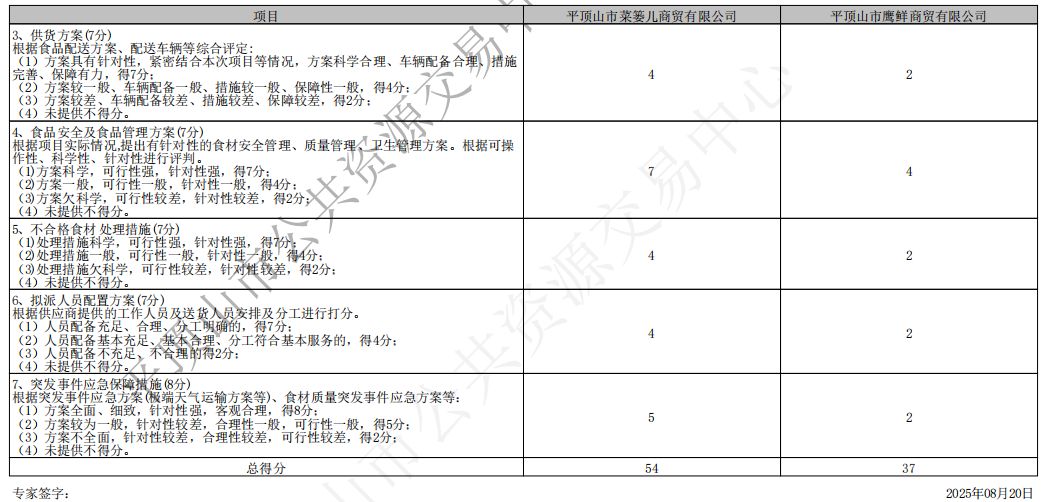 项目 平顶山市菜篓儿商贸有限公司 平顶山市鹰鲜商贸有限公司
3、供货方案(7分)
根据食品配送方案、配送车辆等综合评定:
(1) 方案具有针对性，紧密结合本次项目等情况，方案科学合理、车辆配备合理、措施
完善、保障有力，得7分;
(2) 方案较一般、车辆配备一般、措施较一般、保障性一般，得4分;
(3) 方案较差、车辆配备较差、措施较差、保障较差，得2分;
(4) 未提供不得分。
4 2
4、食品安全及食品管理方案(7分)
根据项目实际情况,提出有针对性的食材安全管理、质量管理、卫生管理方案。根据可操
作性、科学性、针对性进行评判。
(1)方案科学，可行性强，针对性强，得7分;
(2)方案一般，可行性一般，针对性一般，得4分;
(3)方案欠科学，可行性较差，针对性较差，得2分;
(4) 未提供不得分。
7 4
5、不合格食材 处理措施(7分)
(1)处理措施科学，可行性强，针对性强，得7分;
(2)处理措施一般，可行性一般，针对性一般，得4分;
(3)处理措施欠科学，可行性较差，针对性较差，得2分;
(4) 未提供不得分。
4 2
6、拟派人员配置方案(7分)
根据供应商提供的工作人员及送货人员安排及分工进行打分。
(1) 人员配备充足、合理、分工明确的，得7分;
(2) 人员配备基本充足、基本合理、分工符合基本服务的，得4分;
(3) 人员配备不充足、不合理的得2分;
(4) 未提供不得分。
4 2
7、突发事件应急保障措施(8分)
根据突发事件应急方案(极端天气运输方案等)、食材质量突发事件应急方案等:
(1) 方案全面、细致，针对性强，客观合理，得8分;
(2) 方案较为一般，针对性较差，合理性一般，可行性一般，得5分;
(3) 方案不全面，针对性较差，合理性较差，可行性较差，得2分;
(4) 未提供不得分。
5 2
总得分 54 37
专家签字: 2025年08月20日
平顶山市公共资源交易中心
山市公共资源交易中心